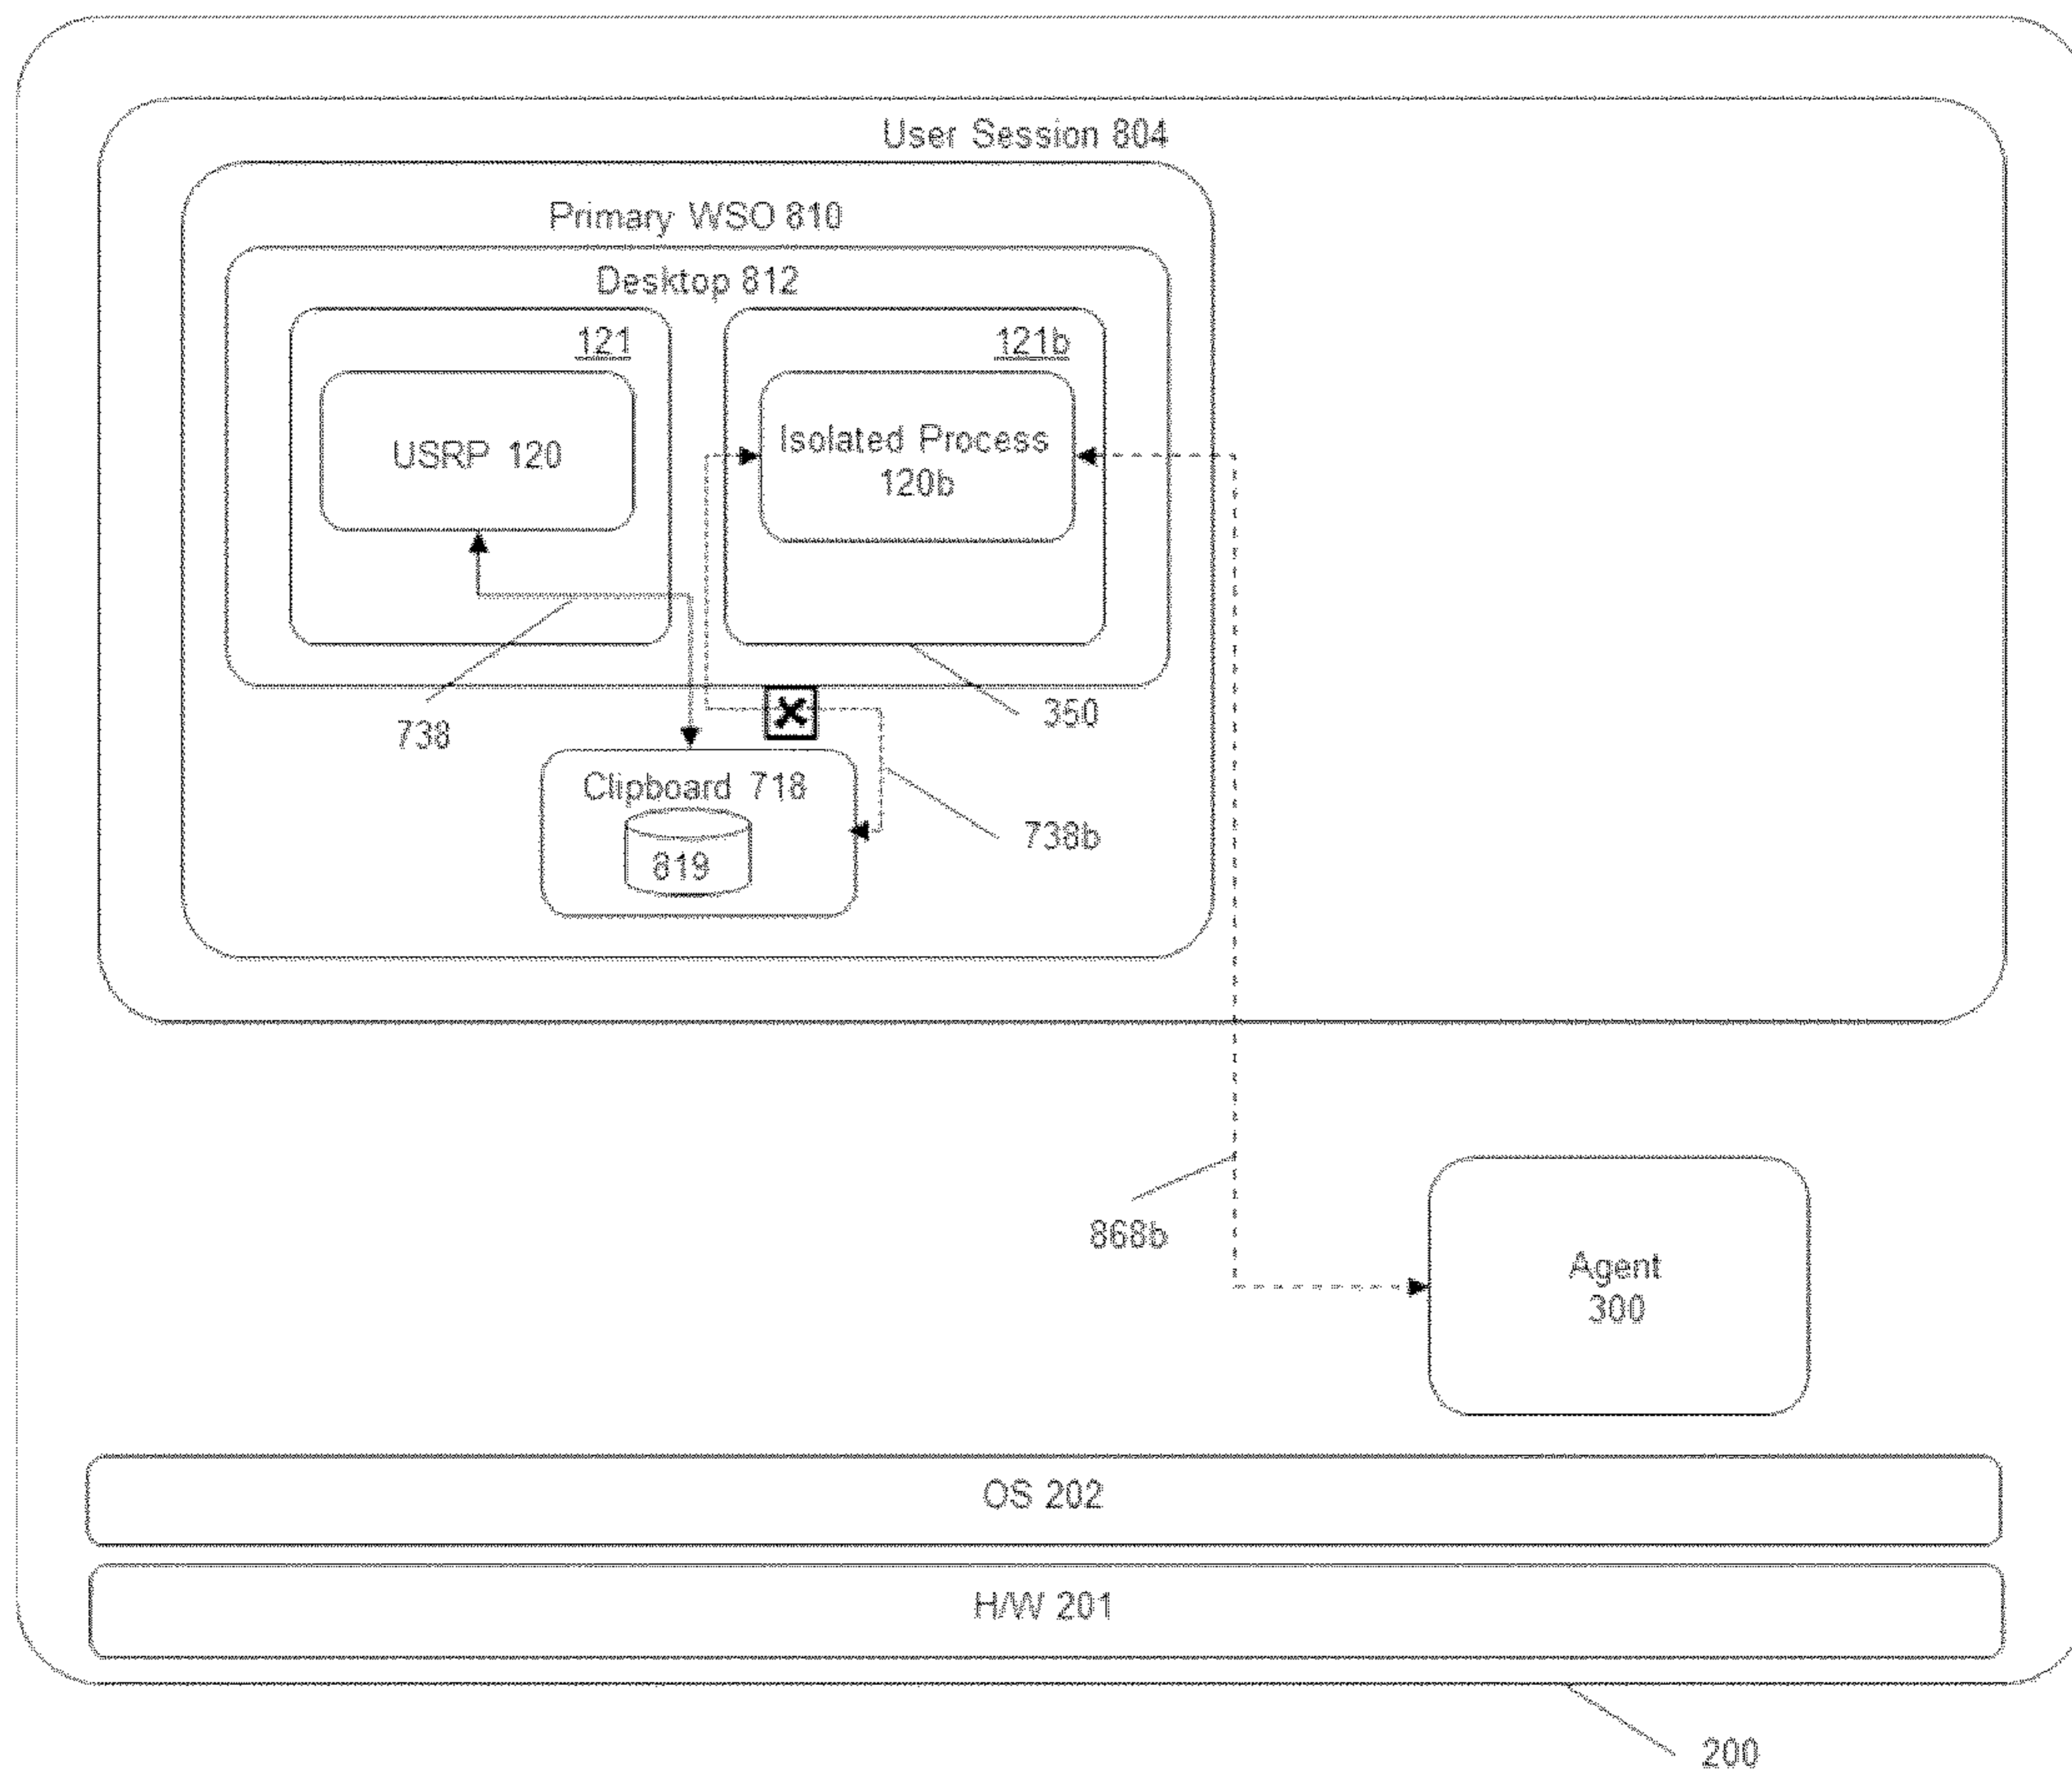 User Session 804
Primary WSO 810
Desktop 812
121
121b
USRP 120
Isolated Process
120b
738
350
Clipboard 718
819
738b
868b
Agent
300
OS 202
H/W 201
200